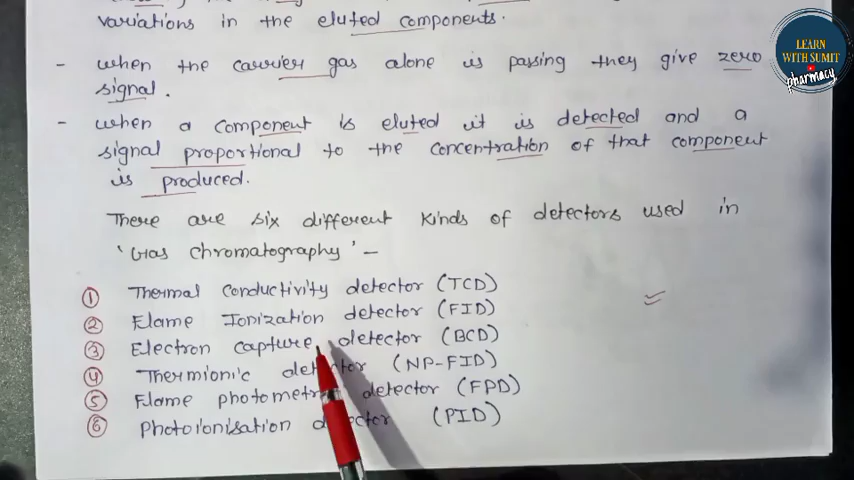 variations in the eluted components.
- when the carrier gas alone is passing they give zero
signal.
- when a component is eluted it is detected and a
signal proportional to the concentration of that component
is produced.
There are six different kinds of detectors used in
'Gas chromatography' -
① Thermal conductivity detector (TCD)
② Flame Ionization detector (FID)
③ Electron capture detector (BCD)
④ Thermionic detector (NP-FID)
⑤ Flame photometric detector (FPD)
⑥ Photoionisation detector (PID)
LEARN
WITH SUMIT
pharmacy